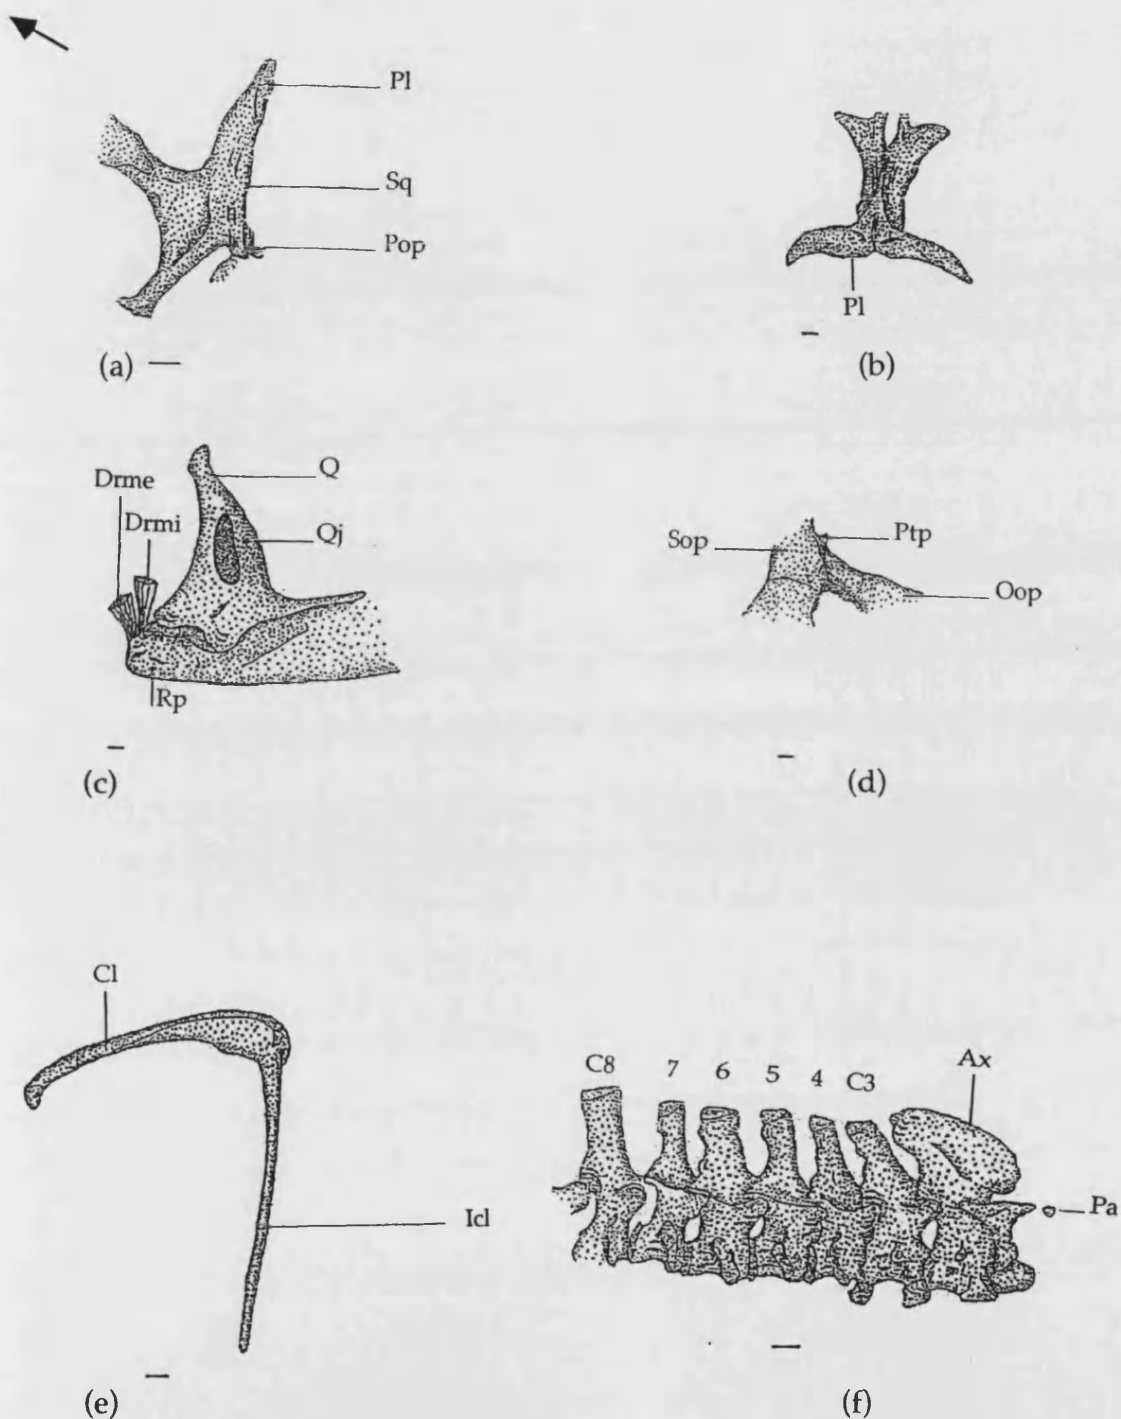 Pl
Sq
Pop
(a)
Pl
(b)
Drme
Drmi
Q
Qj
Rp
(c)
Sop
Ptp
Oop
(d)
Cl
Icl
(e)
C8 7 6 5 4 C3 Ax
Pa
(f)